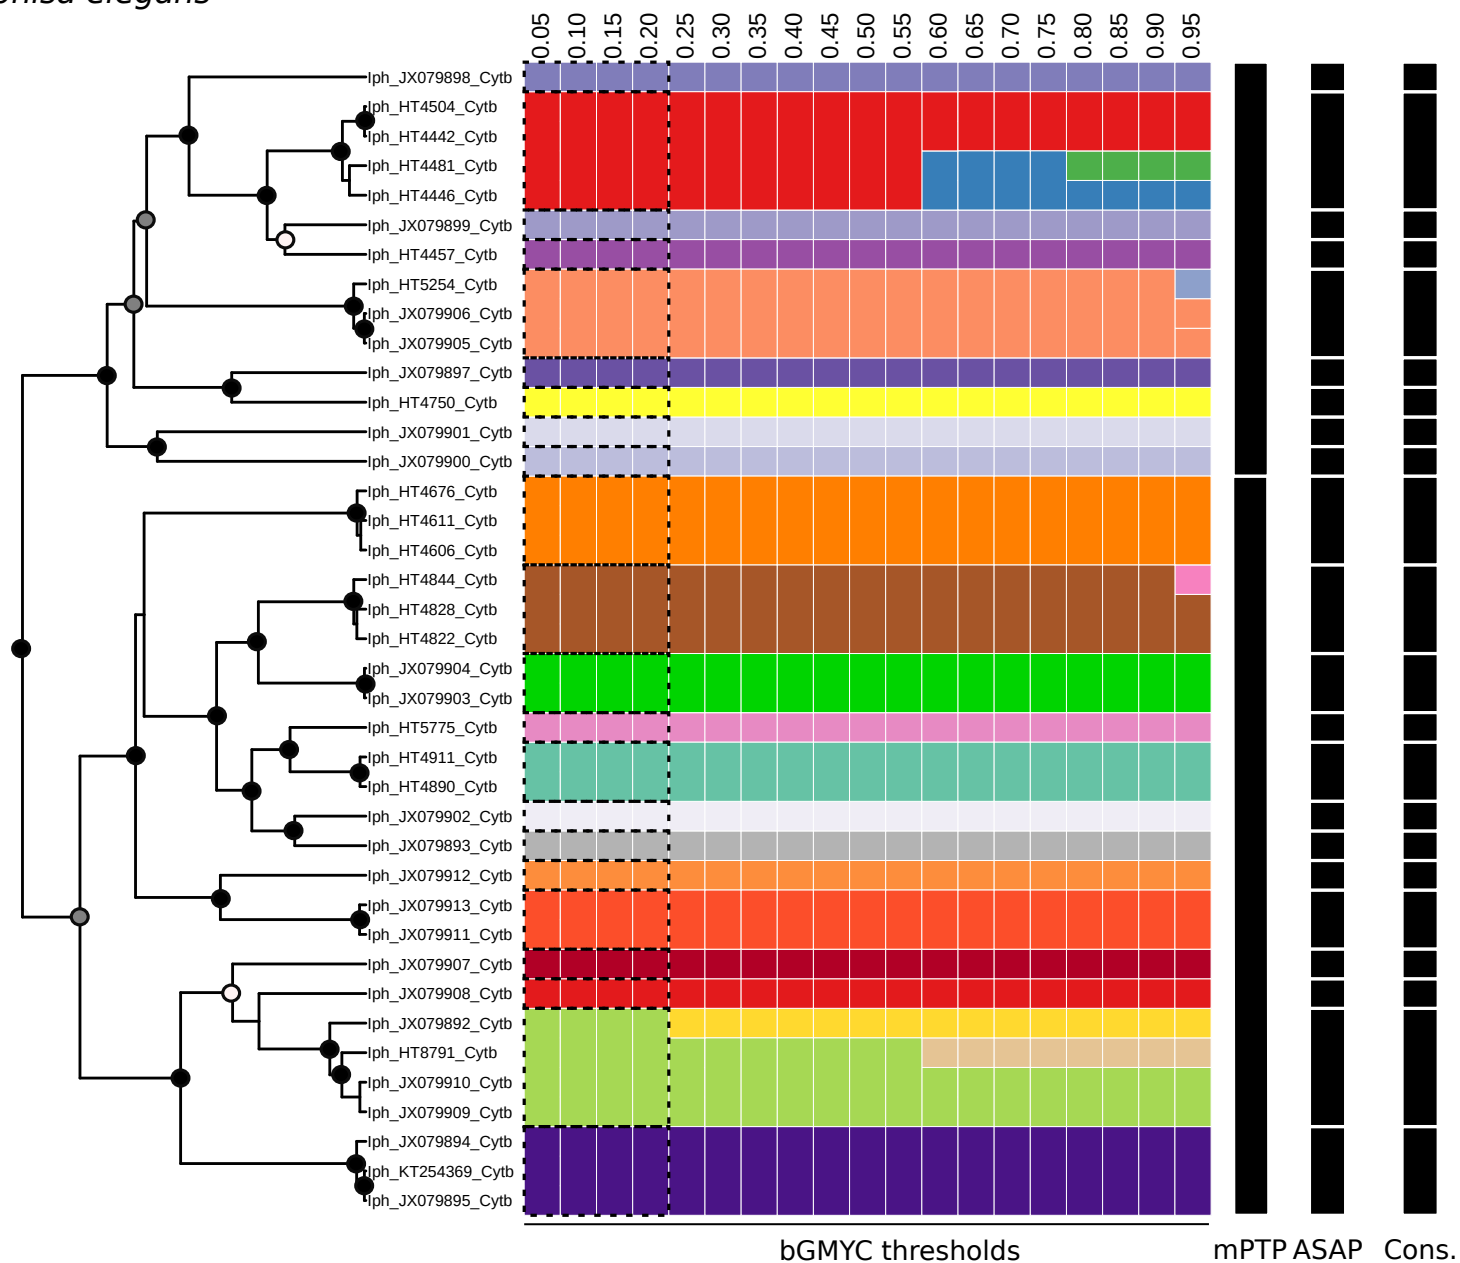 elegans
0.05 0.10 0.15 0.20 0.25 0.30 0.35 0.40 0.45 0.50 0.55 0.60 0.65 0.70 0.75 0.80 0.85 0.90 0.95
Iph_JX079898_Cytb
Iph_HT4504_Cytb
Iph_HT4442_Cytb
Iph_HT4481_Cytb
Iph_HT4446_Cytb
Iph_JX079899_Cytb
Iph_HT4457_Cytb
Iph_HT5254_Cytb
Iph_JX079906_Cytb
Iph_JX079905_Cytb
Iph_JX079897_Cytb
Iph_HT4750_Cytb
Iph_JX079901_Cytb
Iph_JX079900_Cytb
Iph_HT4676_Cytb
Iph_HT4611_Cytb
Iph_HT4606_Cytb
Iph_HT4844_Cytb
Iph_HT4828_Cytb
Iph_HT4822_Cytb
Iph_JX079904_Cytb
Iph_JX079903_Cytb
Iph_HT5775_Cytb
Iph_HT4911_Cytb
Iph_HT4890_Cytb
Iph_JX079902_Cytb
Iph_JX079893_Cytb
Iph_JX079912_Cytb
Iph_JX079913_Cytb
Iph_JX079911_Cytb
Iph_JX079907_Cytb
Iph_JX079908_Cytb
Iph_JX079892_Cytb
Iph_HT8791_Cytb
Iph_JX079910_Cytb
Iph_JX079909_Cytb
Iph_JX079894_Cytb
Iph_KT254369_Cytb
Iph_JX079895_Cytb
bGMYC thresholds mPTP ASAP Cons.